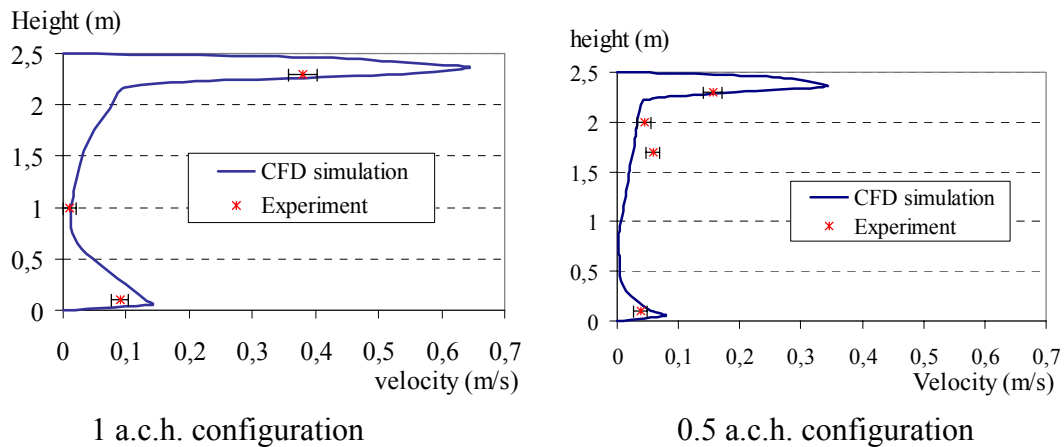 Height (m)
2,5
2
1,5
1
0,5
0
0 0,1 0,2 0,3 0,4 0,5 0,6 0,7
velocity (m/s)
CFD simulation
Experiment
1 a.c.h. configuration
height (m)
2,5
2
1,5
1
0,5
0
0 0,1 0,2 0,3 0,4 0,5 0,6 0,7
Velocity (m/s)
CFD simulation
Experiment
0.5 a.c.h. configuration